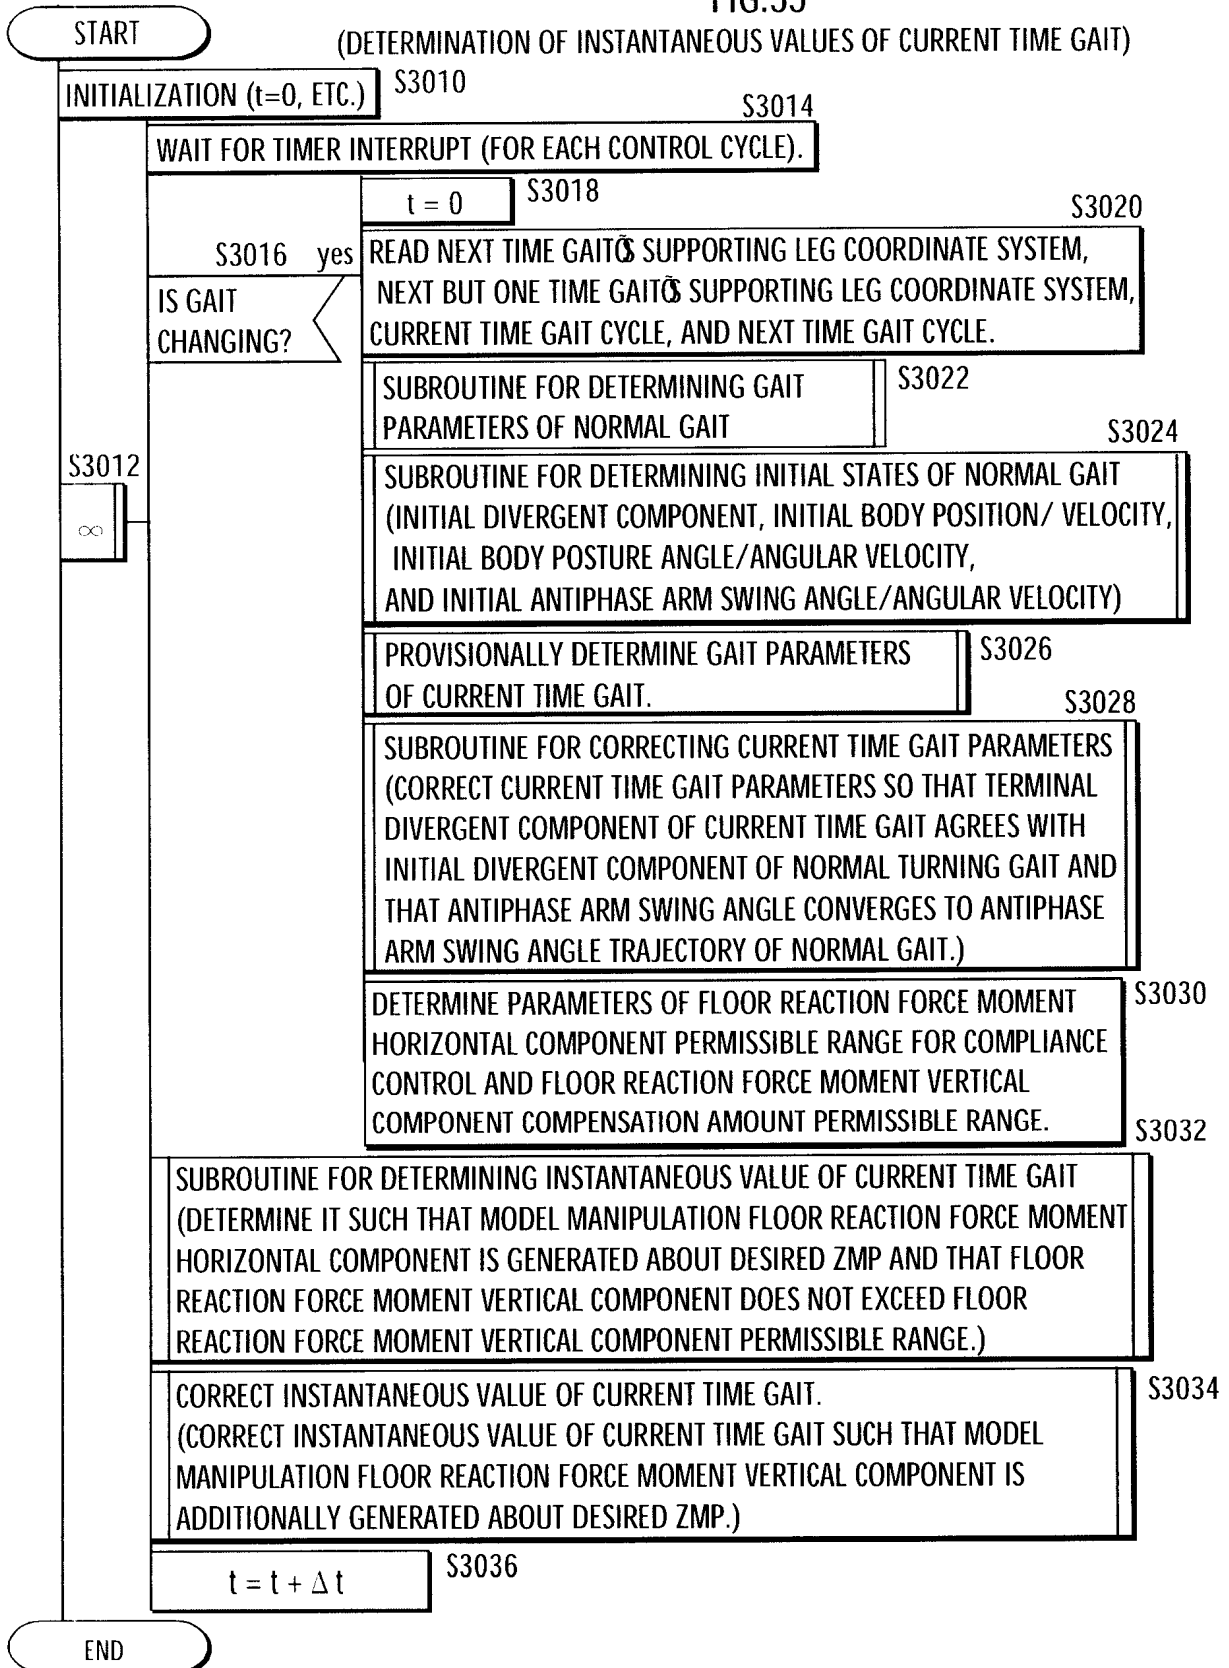 FIG.55
START
(DETERMINATION OF INSTANTANEOUS VALUES OF CURRENT TIME GAIT)
INITIALIZATION (t=0, ETC.)
S3010
S3014
WAIT FOR TIMER INTERRUPT (FOR EACH CONTROL CYCLE).
t = 0
S3018
S3020
S3016 yes
IS GAIT
CHANGING?
READ NEXT TIME GAITÕS SUPPORTING LEG COORDINATE SYSTEM,
NEXT BUT ONE TIME GAITÕS SUPPORTING LEG COORDINATE SYSTEM,
CURRENT TIME GAIT CYCLE, AND NEXT TIME GAIT CYCLE.
SUBROUTINE FOR DETERMINING GAIT
PARAMETERS OF NORMAL GAIT
S3022
S3024
S3012
∞
SUBROUTINE FOR DETERMINING INITIAL STATES OF NORMAL GAIT
(INITIAL DIVERGENT COMPONENT, INITIAL BODY POSITION/ VELOCITY,
INITIAL BODY POSTURE ANGLE/ANGULAR VELOCITY,
AND INITIAL ANTIPHASE ARM SWING ANGLE/ANGULAR VELOCITY)
PROVISIONALLY DETERMINE GAIT PARAMETERS
OF CURRENT TIME GAIT.
S3026
S3028
SUBROUTINE FOR CORRECTING CURRENT TIME GAIT PARAMETERS
(CORRECT CURRENT TIME GAIT PARAMETERS SO THAT TERMINAL
DIVERGENT COMPONENT OF CURRENT TIME GAIT AGREES WITH
INITIAL DIVERGENT COMPONENT OF NORMAL TURNING GAIT AND
THAT ANTIPHASE ARM SWING ANGLE CONVERGES TO ANTIPHASE
ARM SWING ANGLE TRAJECTORY OF NORMAL GAIT.)
DETERMINE PARAMETERS OF FLOOR REACTION FORCE MOMENT
HORIZONTAL COMPONENT PERMISSIBLE RANGE FOR COMPLIANCE
CONTROL AND FLOOR REACTION FORCE MOMENT VERTICAL
COMPONENT COMPENSATION AMOUNT PERMISSIBLE RANGE.
S3030
S3032
SUBROUTINE FOR DETERMINING INSTANTANEOUS VALUE OF CURRENT TIME GAIT
(DETERMINE IT SUCH THAT MODEL MANIPULATION FLOOR REACTION FORCE MOMENT
HORIZONTAL COMPONENT IS GENERATED ABOUT DESIRED ZMP AND THAT FLOOR
REACTION FORCE MOMENT VERTICAL COMPONENT DOES NOT EXCEED FLOOR
REACTION FORCE MOMENT VERTICAL COMPONENT PERMISSIBLE RANGE.)
CORRECT INSTANTANEOUS VALUE OF CURRENT TIME GAIT.
(CORRECT INSTANTANEOUS VALUE OF CURRENT TIME GAIT SUCH THAT MODEL
MANIPULATION FLOOR REACTION FORCE MOMENT VERTICAL COMPONENT IS
ADDITIONALLY GENERATED ABOUT DESIRED ZMP.)
S3034
t = t + Δ t
S3036
END